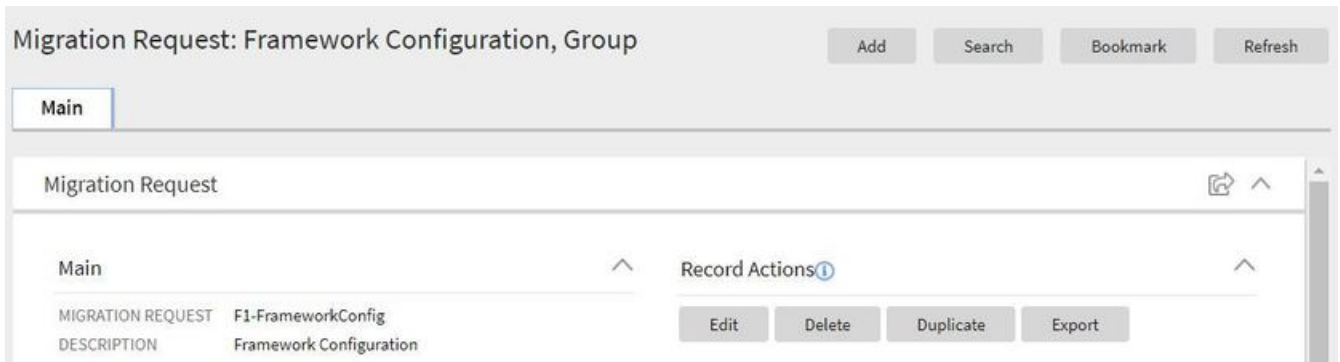 Migration Request: Framework Configuration, Group
Add Search Bookmark Refresh
Main
Migration Request
Main
Record Actions
MIGRATION REQUEST F1-FrameworkConfig
DESCRIPTION Framework Configuration
Edit Delete Duplicate Export